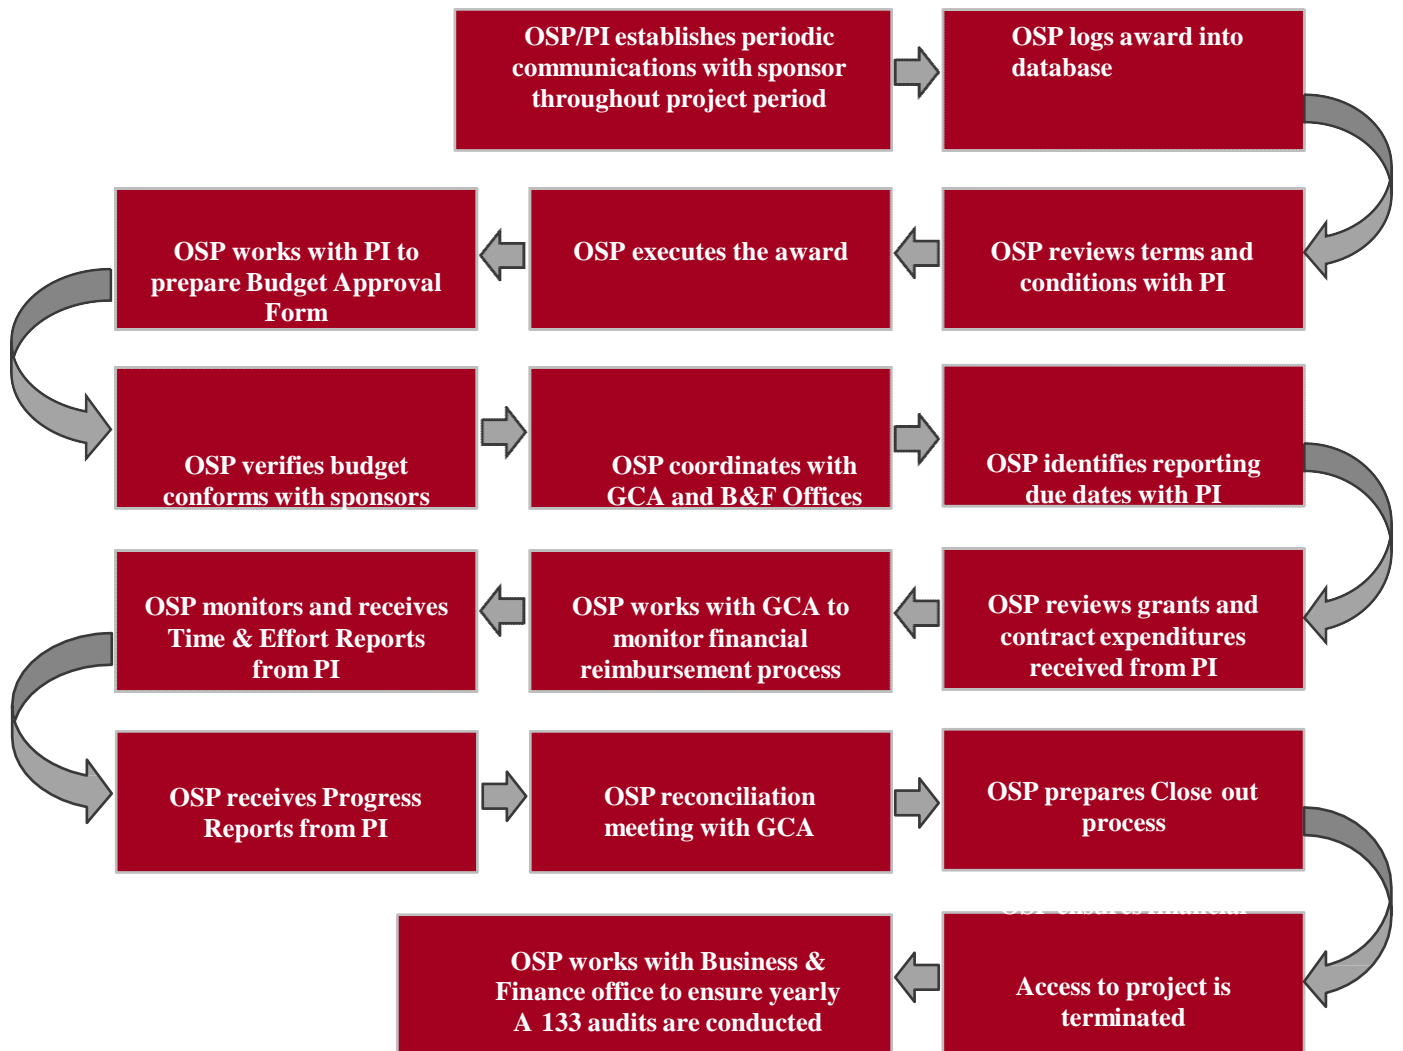 OSP/PI establishes periodic
communications with sponsor
throughout project period
OSP logs award into
database
OSP reviews terms and
conditions with PI
OSP executes the award
OSP works with PI to
prepare Budget Approval
Form
OSP verifies budget
conforms with sponsors
OSP coordinates with
GCA and B&F Offices
OSP identifies reporting
due dates with PI
OSP reviews grants and
contract expenditures
received from PI
OSP works with GCA to
monitor financial
reimbursement process
OSP monitors and receives
Time & Effort Reports
from PI
OSP receives Progress
Reports from PI
OSP reconciliation
meeting with GCA
OSP prepares Close out
process
OSP ensures financial
Access to project is
terminated
OSP works with Business &
Finance office to ensure yearly
A 133 audits are conducted